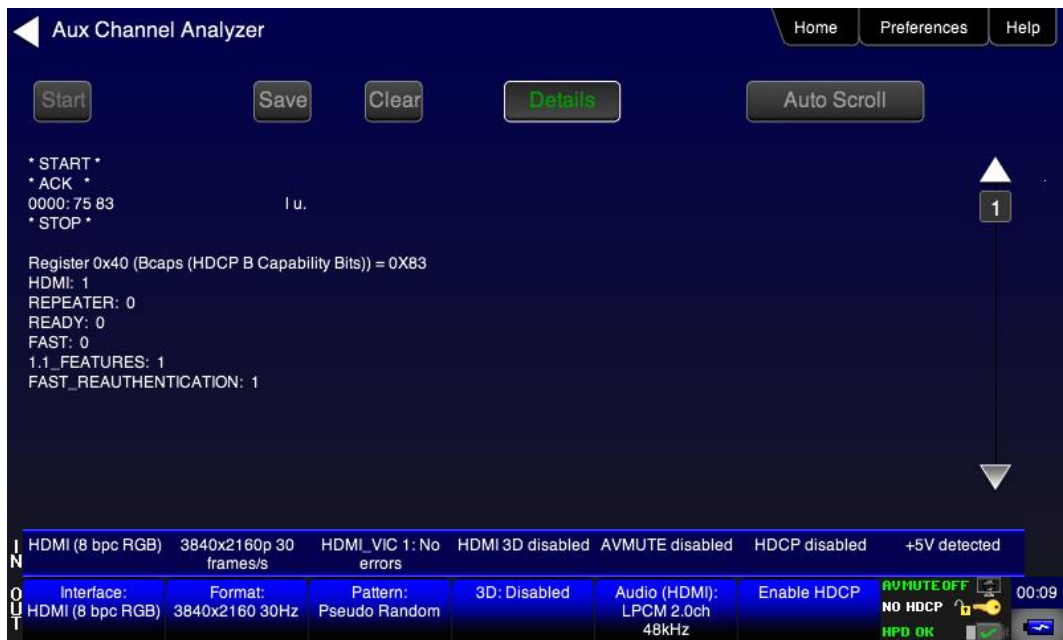 Aux Channel Analyzer
Home
Preferences
Help
Start
Save
Clear
Details
Auto Scroll
* START *
* ACK *
0000: 75 83 l u.
* STOP *
1
Register 0x40 (Bcaps (HDCP B Capability Bits)) = 0X83
HDMI: 1
REPEATER: 0
READY: 0
FAST: 0
1.1_FEATURES: 1
FAST_REAUTHENTICATION: 1
IN
HDMI (8 bpc RGB)
3840x2160p 30
frames/s
HDMI_VIC 1: No
errors
HDMI 3D disabled
AVMUTE disabled
HDCP disabled
+5V detected
OUT
Interface:
HDMI (8 bpc RGB)
Format:
3840x2160 30Hz
Pattern:
Pseudo Random
3D: Disabled
Audio (HDMI):
LPCM 2.0ch
48kHz
Enable HDCP
AVMUTE OFF
NO HDCP
HPD OK
00:09